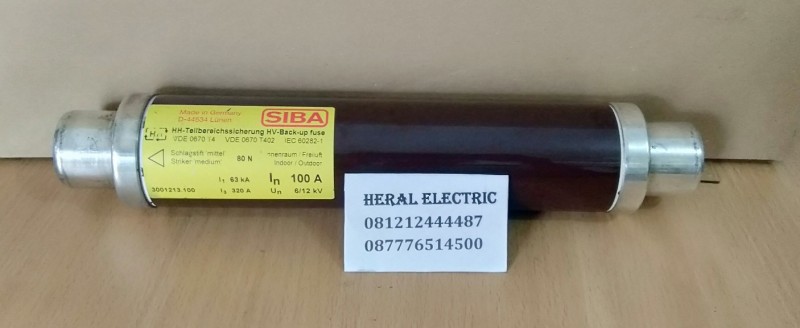 Made in Germany
D-44534 Lünen
SIBA
HH-Teilbereichssicherung HV-Back-up fuse
VDE 0670 T4 VDE 0670 T402 IEC 60282-1
Schlagstift mittel 80 N Innenraum / Freiluft
Striker medium Indoor / Outdoor
I₁ 63 kA In 100 A
3001213.100 I₃ 320 A Un 6/12 kV
HERAL ELECTRIC
081212444487
087776514500